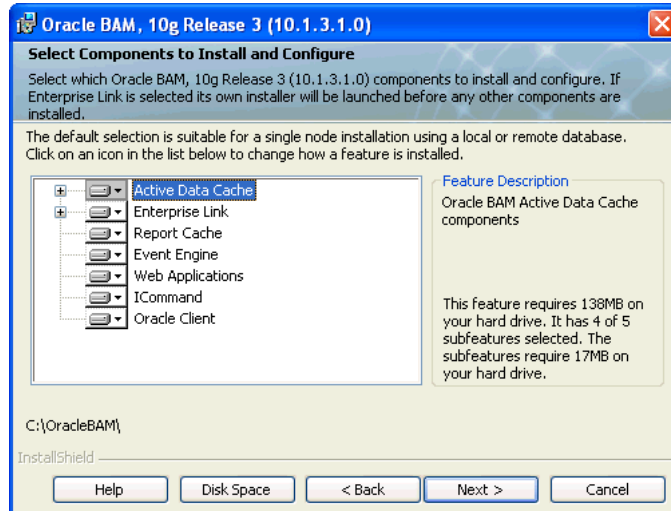 Oracle BAM, 10g Release 3 (10.1.3.1.0)
Select Components to Install and Configure
Select which Oracle BAM, 10g Release 3 (10.1.3.1.0) components to install and configure. If
Enterprise Link is selected its own installer will be launched before any other components are
installed.
The default selection is suitable for a single node installation using a local or remote database.
Click on an icon in the list below to change how a feature is installed.
Active Data Cache
Enterprise Link
Report Cache
Event Engine
Web Applications
ICommand
Oracle Client
Feature Description
Oracle BAM Active Data Cache
components
This feature requires 138MB on
your hard drive. It has 4 of 5
subfeatures selected. The
subfeatures require 17MB on
your hard drive.
C:\OracleBAM\
InstallShield
Help
Disk Space
< Back
Next >
Cancel